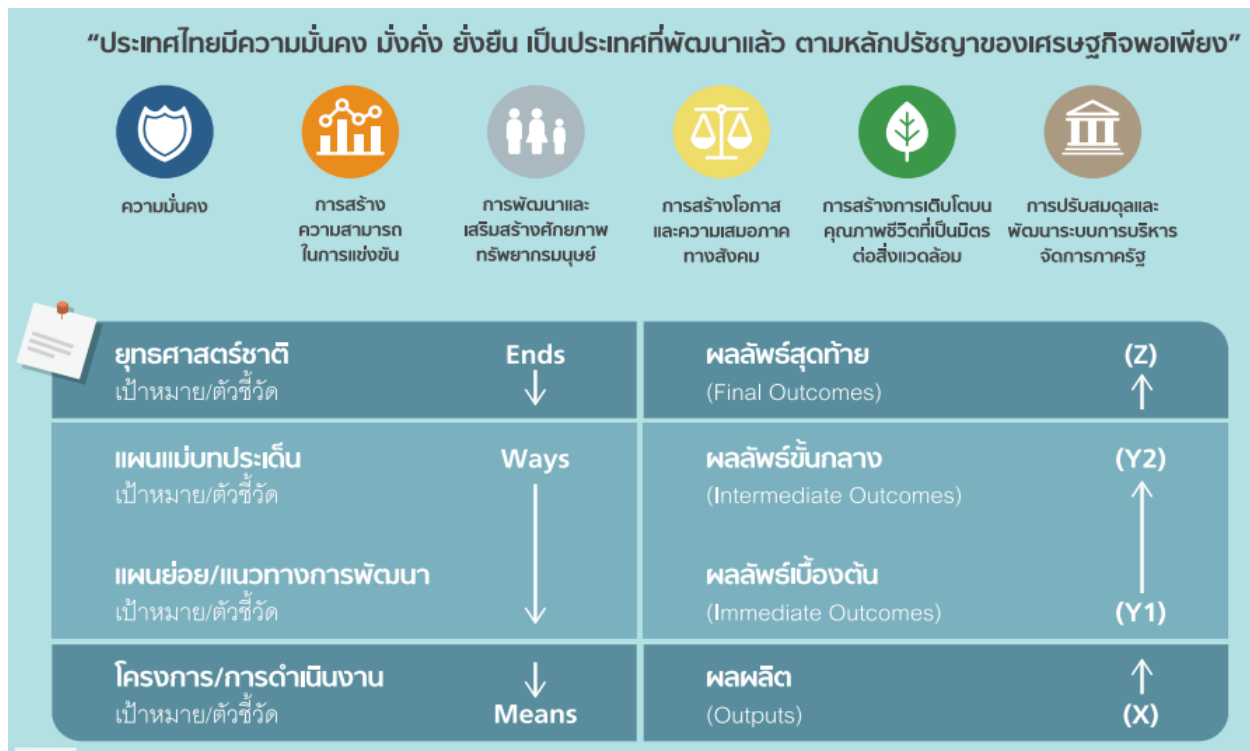 “ประเทศไทยมีความมั่นคง มั่งคั่ง ยั่งยืน เป็นประเทศที่พัฒนาแล้ว ตามหลักปรัชญาของเศรษฐกิจพอเพียง”
ความมั่นคง
การสร้าง
ความสามารถ
ในการแข่งขัน
การพัฒนาและ
เสริมสร้างศักยภาพ
ทรัพยากรมนุษย์
การสร้างโอกาส
และความเสมอภาค
ทางสังคม
การสร้างการเติบโตบน
คุณภาพชีวิตที่เป็นมิตร
ต่อสิ่งแวดล้อม
การปรับสมดุลและ
พัฒนาระบบการบริหาร
จัดการภาครัฐ
ยุทธศาสตร์ชาติ Ends
เป้าหมาย/ตัวชี้วัด
ผลลัพธ์สุดท้าย (Z)
(Final Outcomes)
แผนแม่บทประเด็น Ways
เป้าหมาย/ตัวชี้วัด
ผลลัพธ์ขั้นกลาง (Y2)
(Intermediate Outcomes)
แผนย่อย/แนวทางการพัฒนา
เป้าหมาย/ตัวชี้วัด
ผลลัพธ์เบื้องต้น
(Immediate Outcomes) (Y1)
โครงการ/การดำเนินงาน
เป้าหมาย/ตัวชี้วัด Means
ผลผลิต
(Outputs) (X)